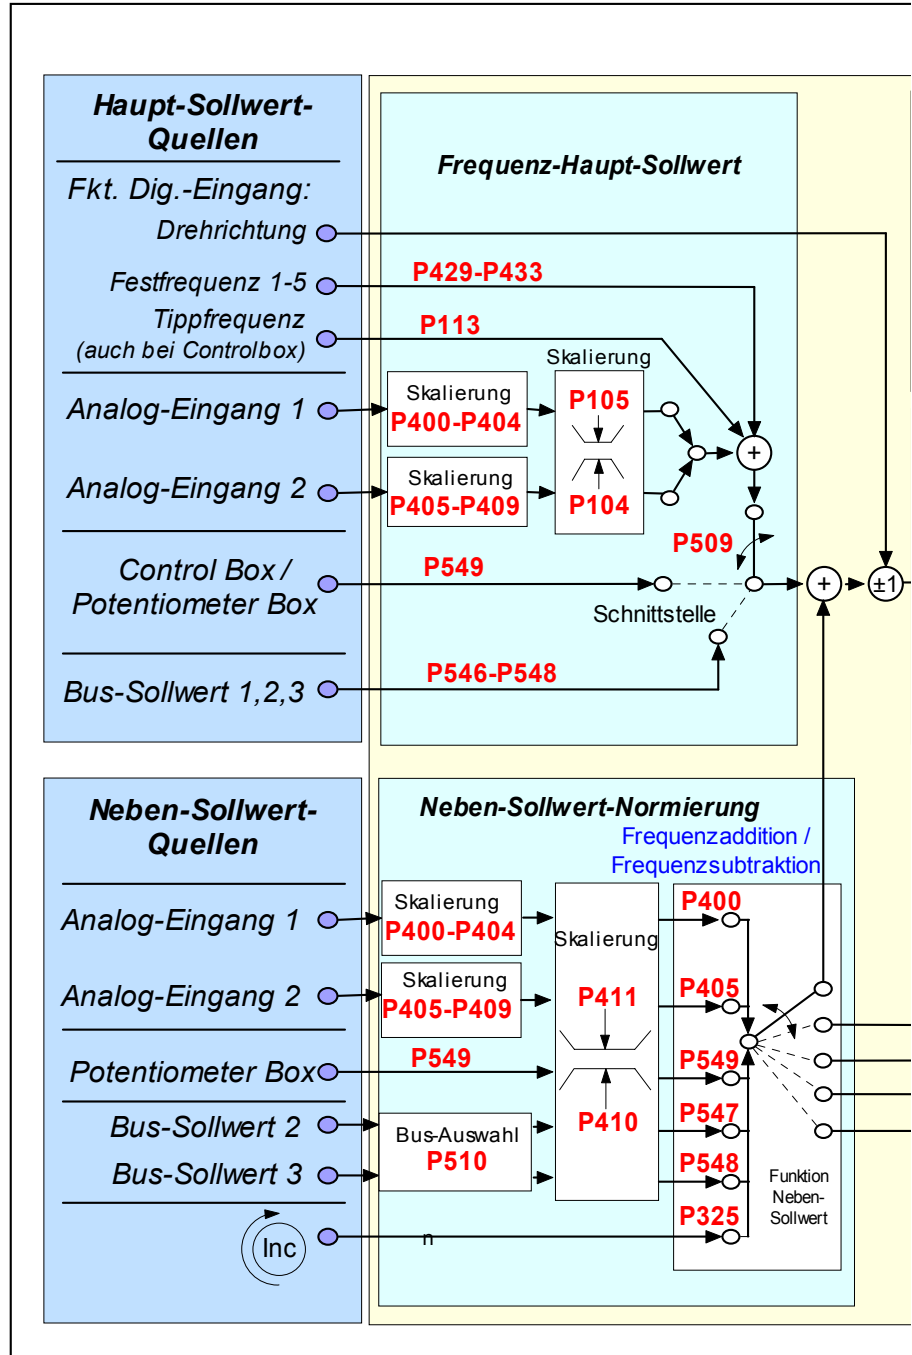 Haupt-Sollwert-
Quellen
Fkt. Dig.-Eingang:
Drehrichtung
Festfrequenz 1-5
Tippfrequenz
(auch bei Controlbox)
Analog-Eingang 1
Analog-Eingang 2
Control Box /
Potentiometer Box
Bus-Sollwert 1,2,3
Frequenz-Haupt-Sollwert
P429-P433
P113
Skalierung
Skalierung
P400-P404
P105
Skalierung
P405-P409
P104
+
P509
P549
Schnittstelle
+
±1
P546-P548
Neben-Sollwert-
Quellen
Analog-Eingang 1
Analog-Eingang 2
Potentiometer Box
Bus-Sollwert 2
Bus-Sollwert 3
Inc
Neben-Sollwert-Normierung
Frequenzaddition /
Frequenzsubtraktion
Skalierung
P400-P404
Skalierung
P405-P409
P549
Bus-Auswahl
P510
n
Skalierung
P411
P410
P400
P405
P549
P547
P548
P325
Funktion
Neben-
Sollwert